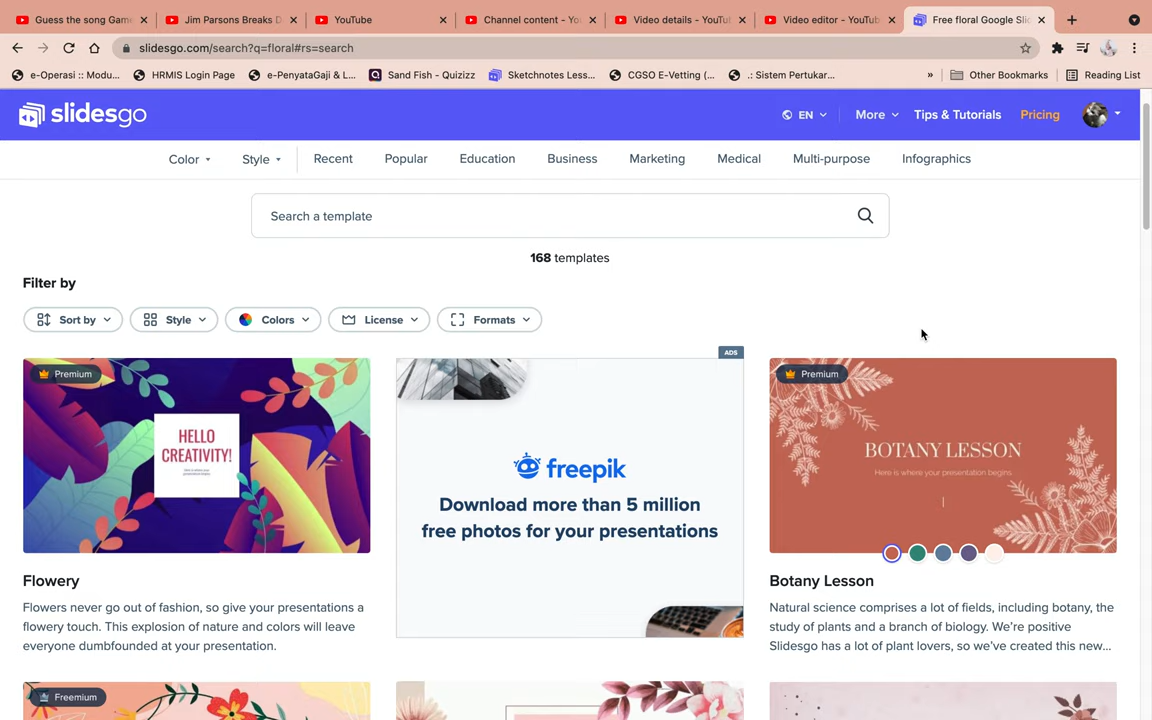 Guess the song Gam
Jim Parsons Breaks D
YouTube
Channel content - Yo
Video details - YouTu
Video editor - YouTub
Free floral Google Slid
slidesgo.com/search?q=floral#rs=search
e-Operasi :: Modu...
HRMIS Login Page
e-PenyataGaji & L...
Sand Fish - Quizizz
Sketchnotes Less...
CGSO E-Vetting (...
.: Sistem Pertukar...
»
Other Bookmarks
Reading List
slidesgo
EN
More
Tips & Tutorials
Pricing
Color
Style
Recent
Popular
Education
Business
Marketing
Medical
Multi-purpose
Infographics
Search a template
168 templates
Filter by
Sort by
Style
Colors
License
Formats
Premium
HELLO
CREATIVITY!
ADS
freepik
Download more than 5 million
free photos for your presentations
Premium
BOTANY LESSON
Here is where your presentation begins
Flowery
Flowers never go out of fashion, so give your presentations a
flowery touch. This explosion of nature and colors will leave
everyone dumbfounded at your presentation.
Botany Lesson
Natural science comprises a lot of fields, including botany, the
study of plants and a branch of biology. We're positive
Slidesgo has a lot of plant lovers, so we've created this new...
Freemium